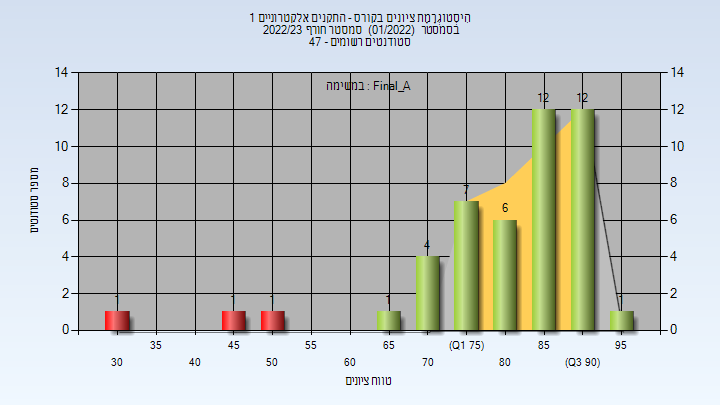 היסטוגרמת ציונים בקורס - התקנים אלקטרוניים 1
בסמסטר (01/2022) סמסטר חורף 2022/23
סטודנטים רשומים - 47
במשימה : Final_A
14 14
12 12
10 10
8 8
6 6
4 4
2 2
0 0
1 1 1 1 4 7 6 12 12 1
מספר סטודנטים
35 45 55 65 (Q1 75) 85 95
30 40 50 60 70 80 (Q3 90)
טווח ציונים